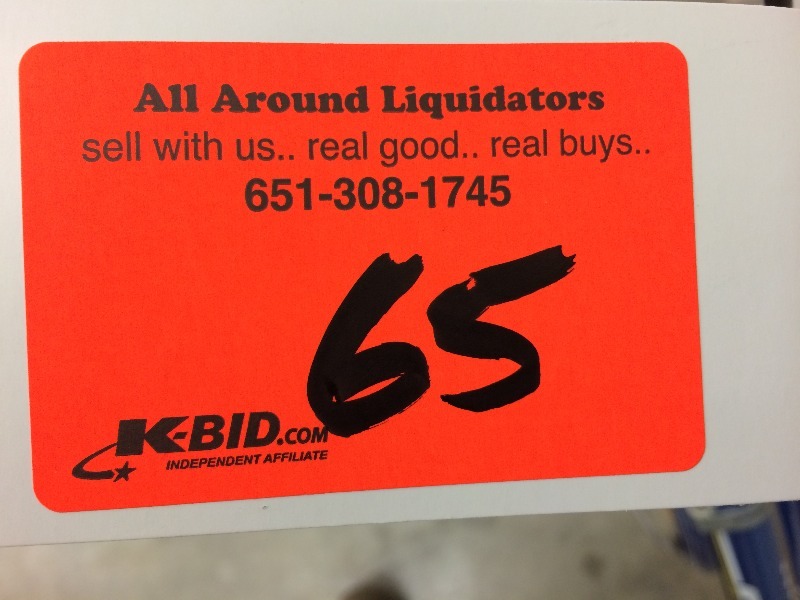 All Around Liquidators
sell with us.. real good.. real buys..
651-308-1745
65
K-BID.COM
INDEPENDENT AFFILIATE